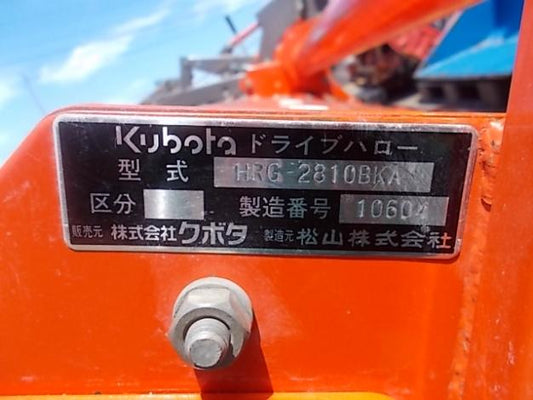 Kubota ドライブハロー
型式 HRG-2810BKA
区分 製造番号 10604
販売元 株式会社クボタ 製造元 松山株式会社